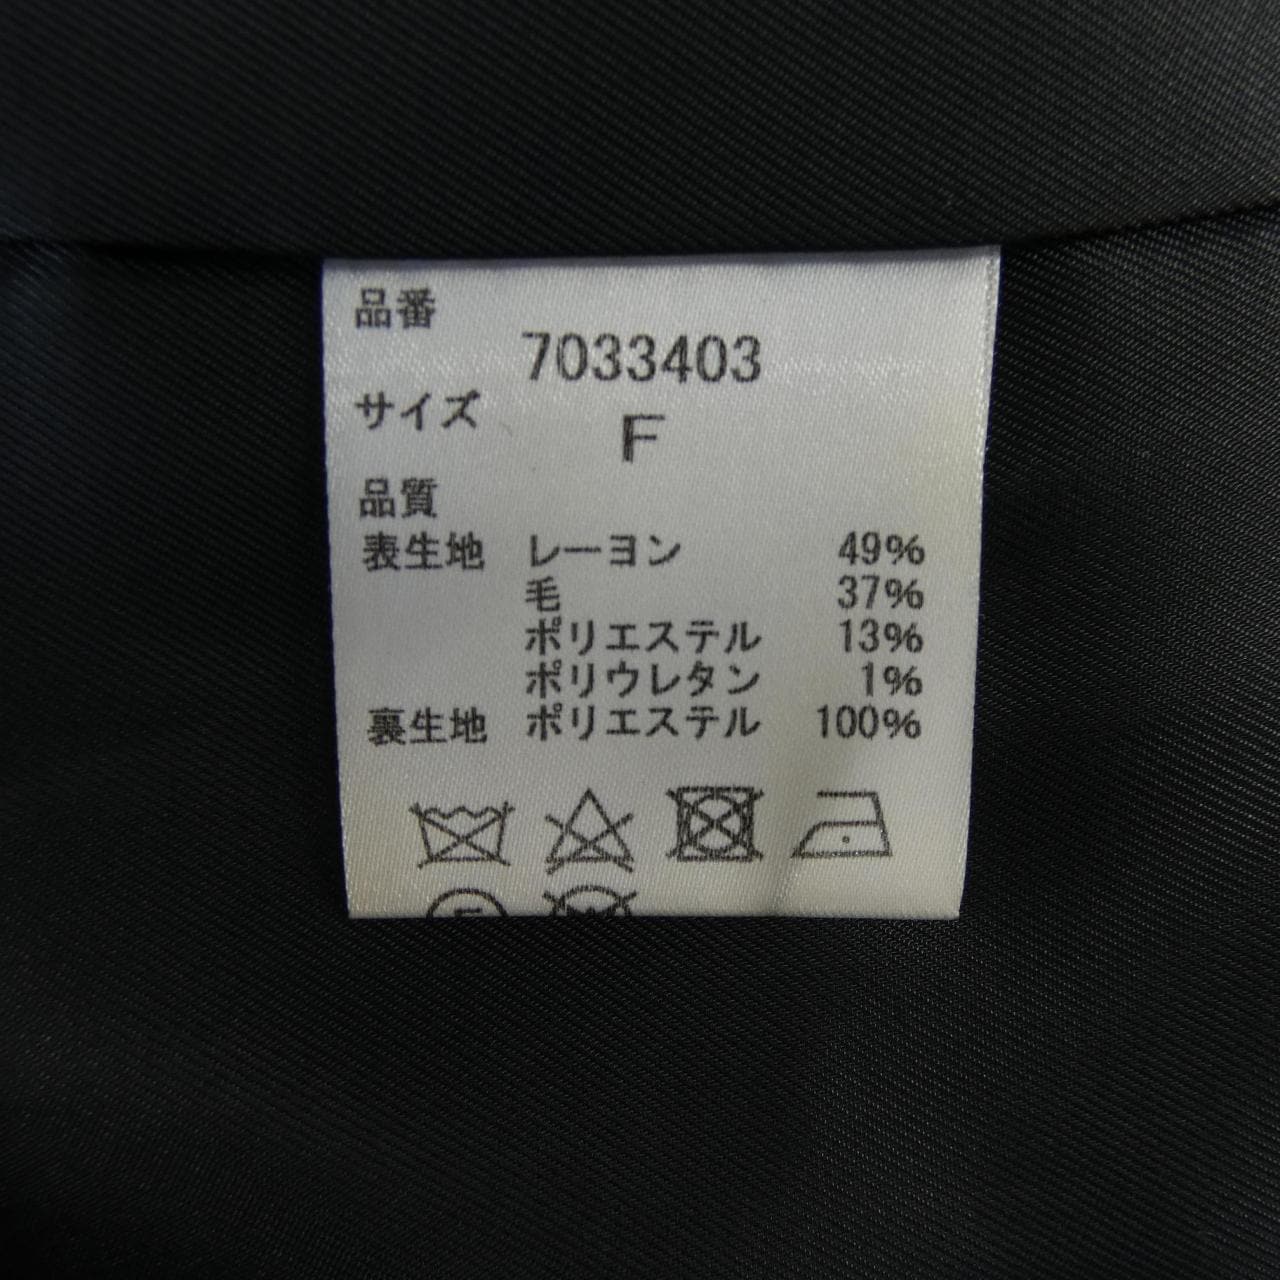 品番
7033403
サイズ
F
品質
表生地 レーヨン 49%
毛 37%
ポリエステル 13%
ポリウレタン 1%
裏生地 ポリエステル 100%